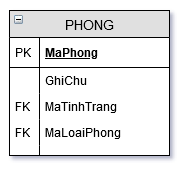 PHONG
PK MaPhong
GhiChu
FK MaTinhTrang
FK MaLoaiPhong